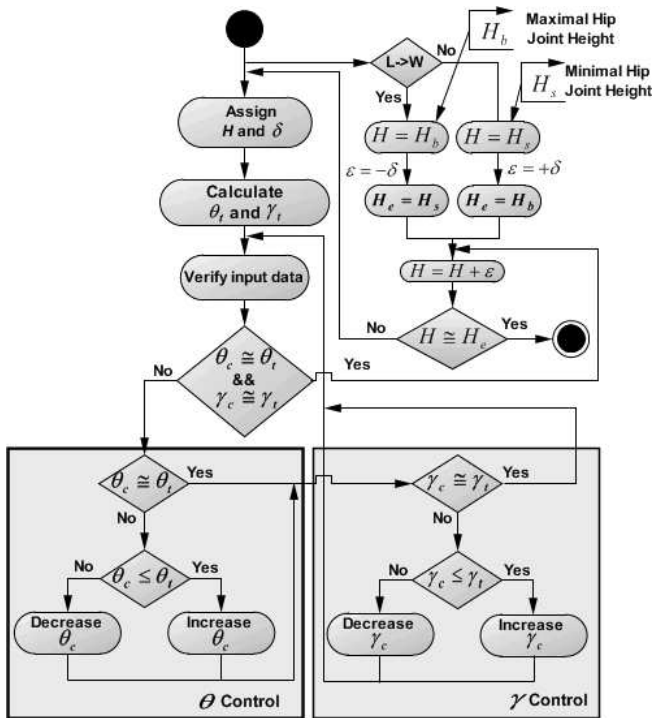 Maximal Hip
Joint Height
H_b
Minimal Hip
Joint Height
H_s
L->W
No
Yes
Assign
H and δ
H = H_b
H = H_s
ε = -δ
ε = +δ
Calculate
θ_t and γ_t
H_e = H_s
H_e = H_b
Verify input data
H = H + ε
H ≅ H_e
No
Yes
θ_c ≅ θ_t
&&
γ_c ≅ γ_t
No
Yes
θ_c ≅ θ_t
Yes
No
θ_c ≤ θ_t
No
Yes
Decrease
θ_c
Increase
θ_c
θ Control
γ_c ≅ γ_t
Yes
No
γ_c ≤ γ_t
No
Yes
Decrease
γ_c
Increase
γ_c
γ Control